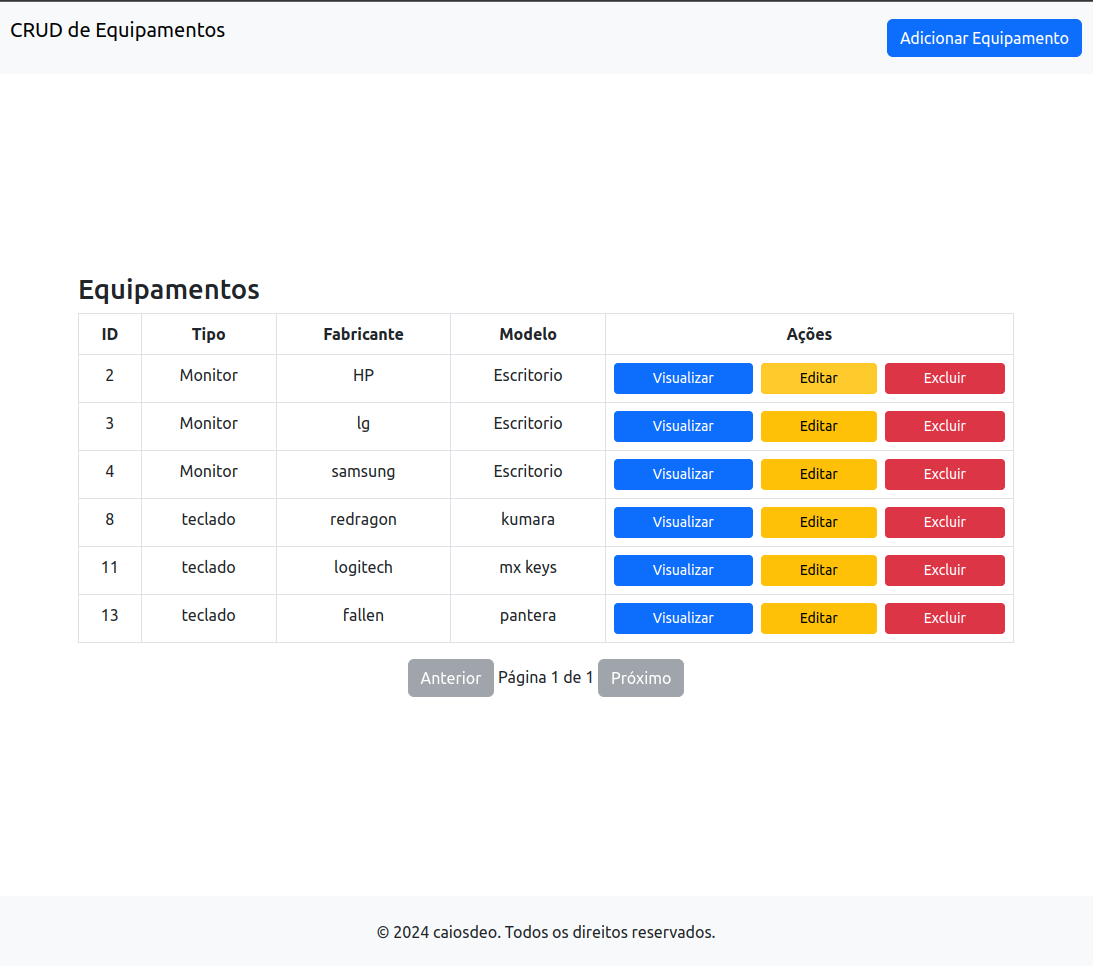 CRUD de Equipamentos
Adicionar Equipamento
Equipamentos
ID Tipo Fabricante Modelo Ações
2 Monitor HP Escritorio Visualizar Editar Excluir
3 Monitor lg Escritorio Visualizar Editar Excluir
4 Monitor samsung Escritorio Visualizar Editar Excluir
8 teclado redragon kumara Visualizar Editar Excluir
11 teclado logitech mx keys Visualizar Editar Excluir
13 teclado fallen pantera Visualizar Editar Excluir
Anterior Página 1 de 1 Próximo
© 2024 caiosdeo. Todos os direitos reservados.